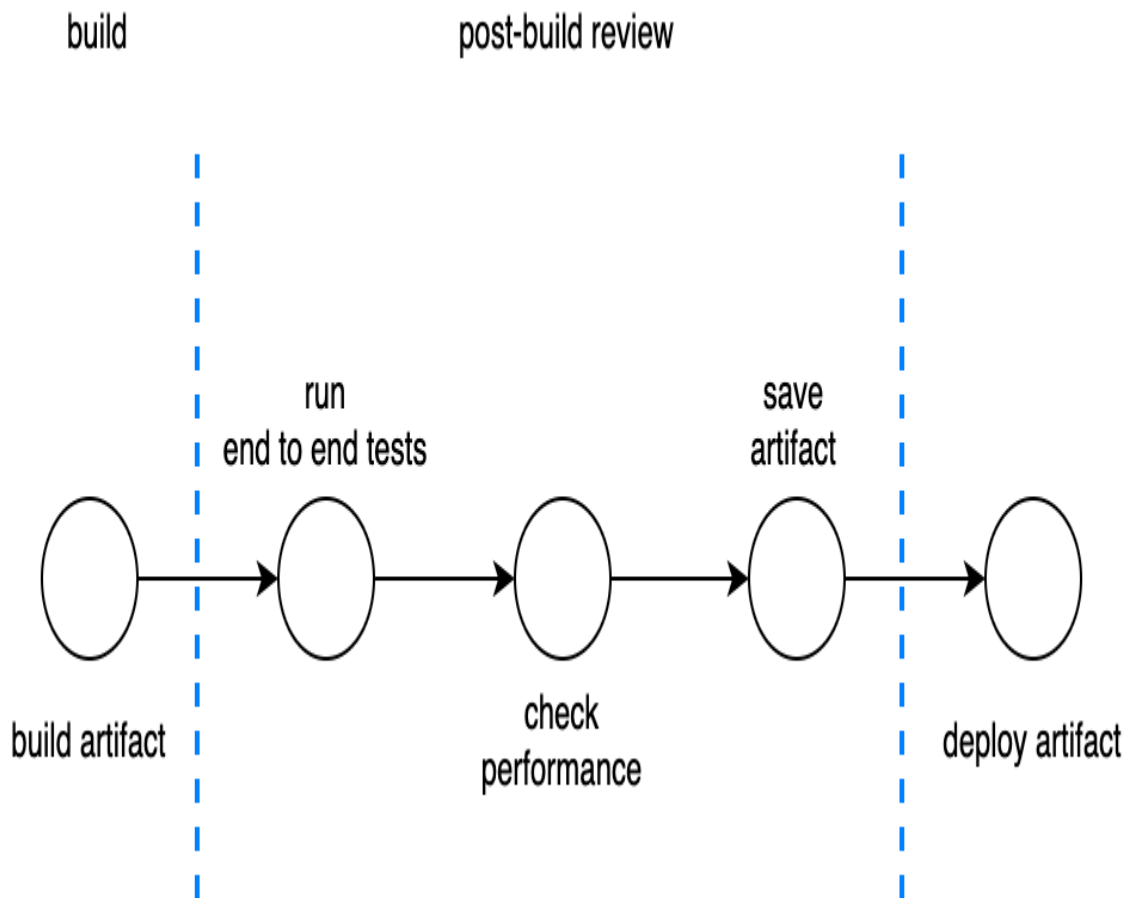 build
post-build review
run
end to end tests
save
artifact
check
performance
build artifact
deploy artifact